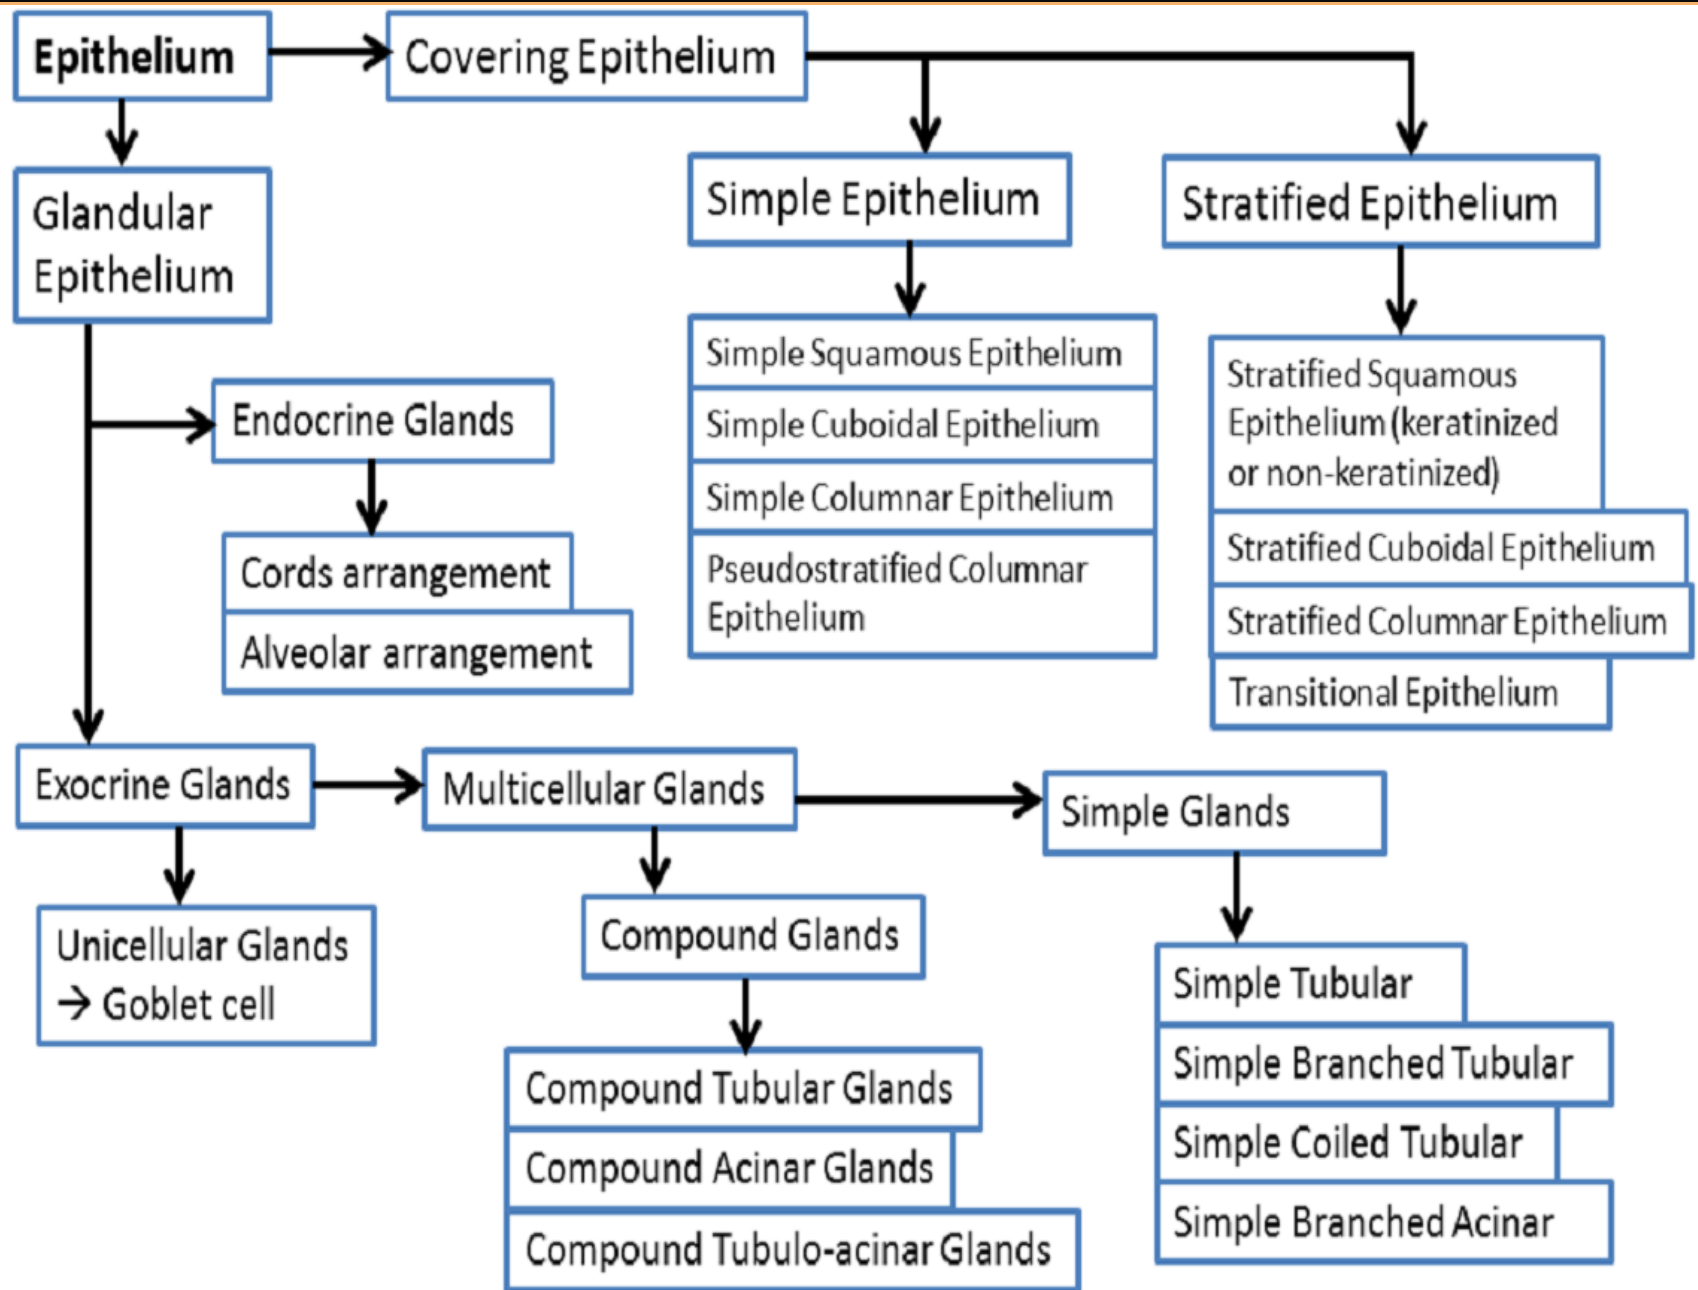 Epithelium
Covering Epithelium
Simple Epithelium
Stratified Epithelium
Glandular
Epithelium
Simple Squamous Epithelium
Simple Cuboidal Epithelium
Simple Columnar Epithelium
Pseudostratified Columnar
Epithelium
Stratified Squamous
Epithelium (keratinized
or non-keratinized)
Stratified Cuboidal Epithelium
Stratified Columnar Epithelium
Transitional Epithelium
Endocrine Glands
Cords arrangement
Alveolar arrangement
Exocrine Glands
Multicellular Glands
Simple Glands
Unicellular Glands
→ Goblet cell
Compound Glands
Compound Tubular Glands
Compound Acinar Glands
Compound Tubulo-acinar Glands
Simple Tubular
Simple Branched Tubular
Simple Coiled Tubular
Simple Branched Acinar